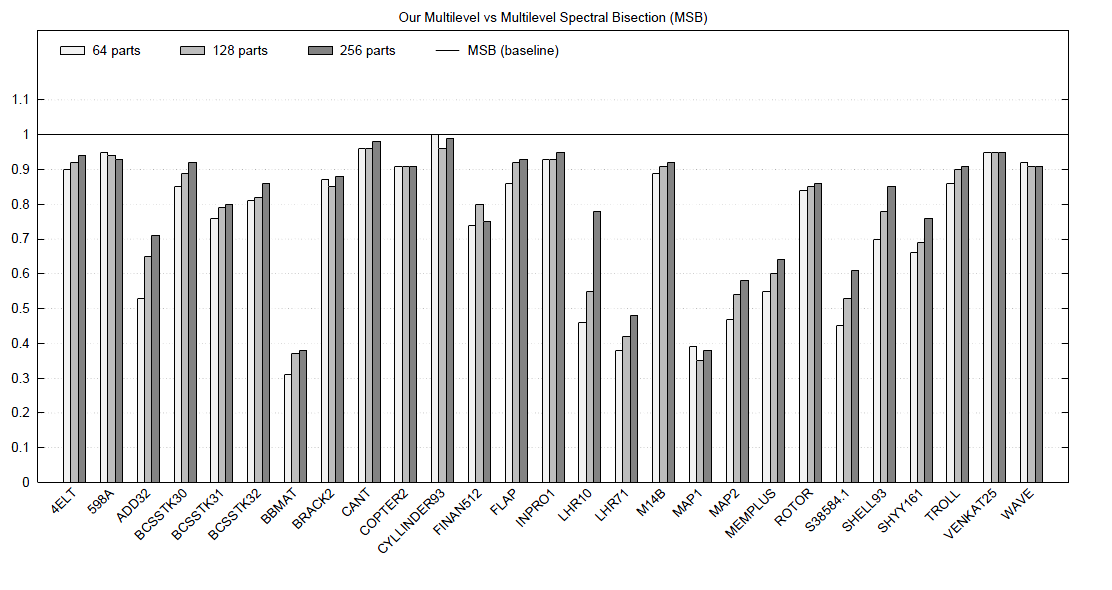 Our Multilevel vs Multilevel Spectral Bisection (MSB)
64 parts 128 parts 256 parts MSB (baseline)
1.1
1
0.9
0.8
0.7
0.6
0.5
0.4
0.3
0.2
0.1
0
4ELT
598A
ADD32
BCSSTK30
BCSSTK31
BCSSTK32
BBMAT
BRACK2
CANT
COPTER2
CYLLINDER93
FINAN512
FLAP
INPRO1
LHR10
LHR71
M14B
MAP1
MAP2
MEMPLUS
ROTOR
S38584.1
SHELL93
SHYY161
TROLL
VENKAT25
WAVE